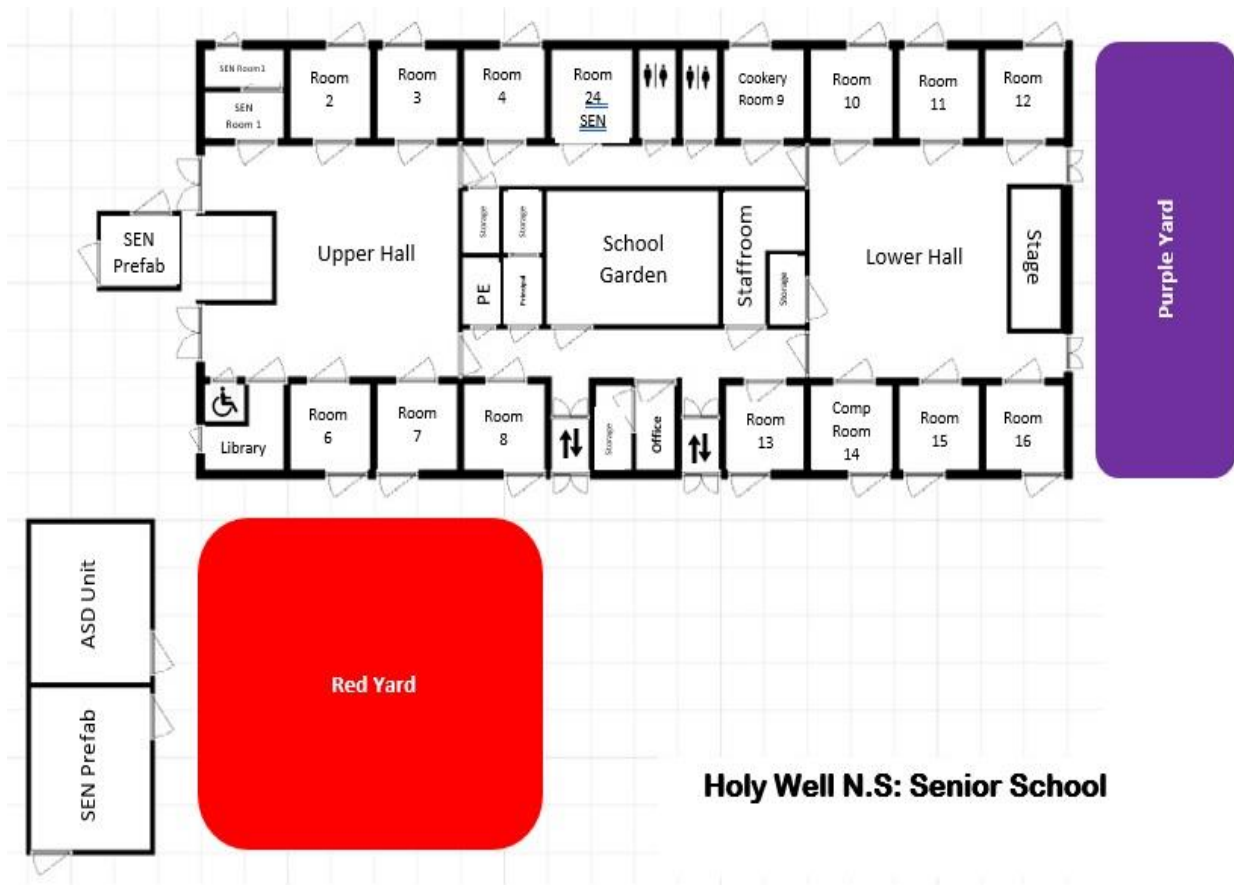 SEN Room 1
SEN
Room 1
Room
2
Room
3
Room
4
Room
24
SEN
Cookery
Room 9
Room
10
Room
11
Room
12
SEN
Prefab
Upper Hall
Storage
Storage
PE
Principal
School
Garden
Staffroom
Storage
Lower Hall
Stage
Purple Yard
Library
Room
6
Room
7
Room
8
Storage
Office
Room
13
Comp
Room
14
Room
15
Room
16
ASD Unit
SEN Prefab
Red Yard
Holy Well N.S: Senior School